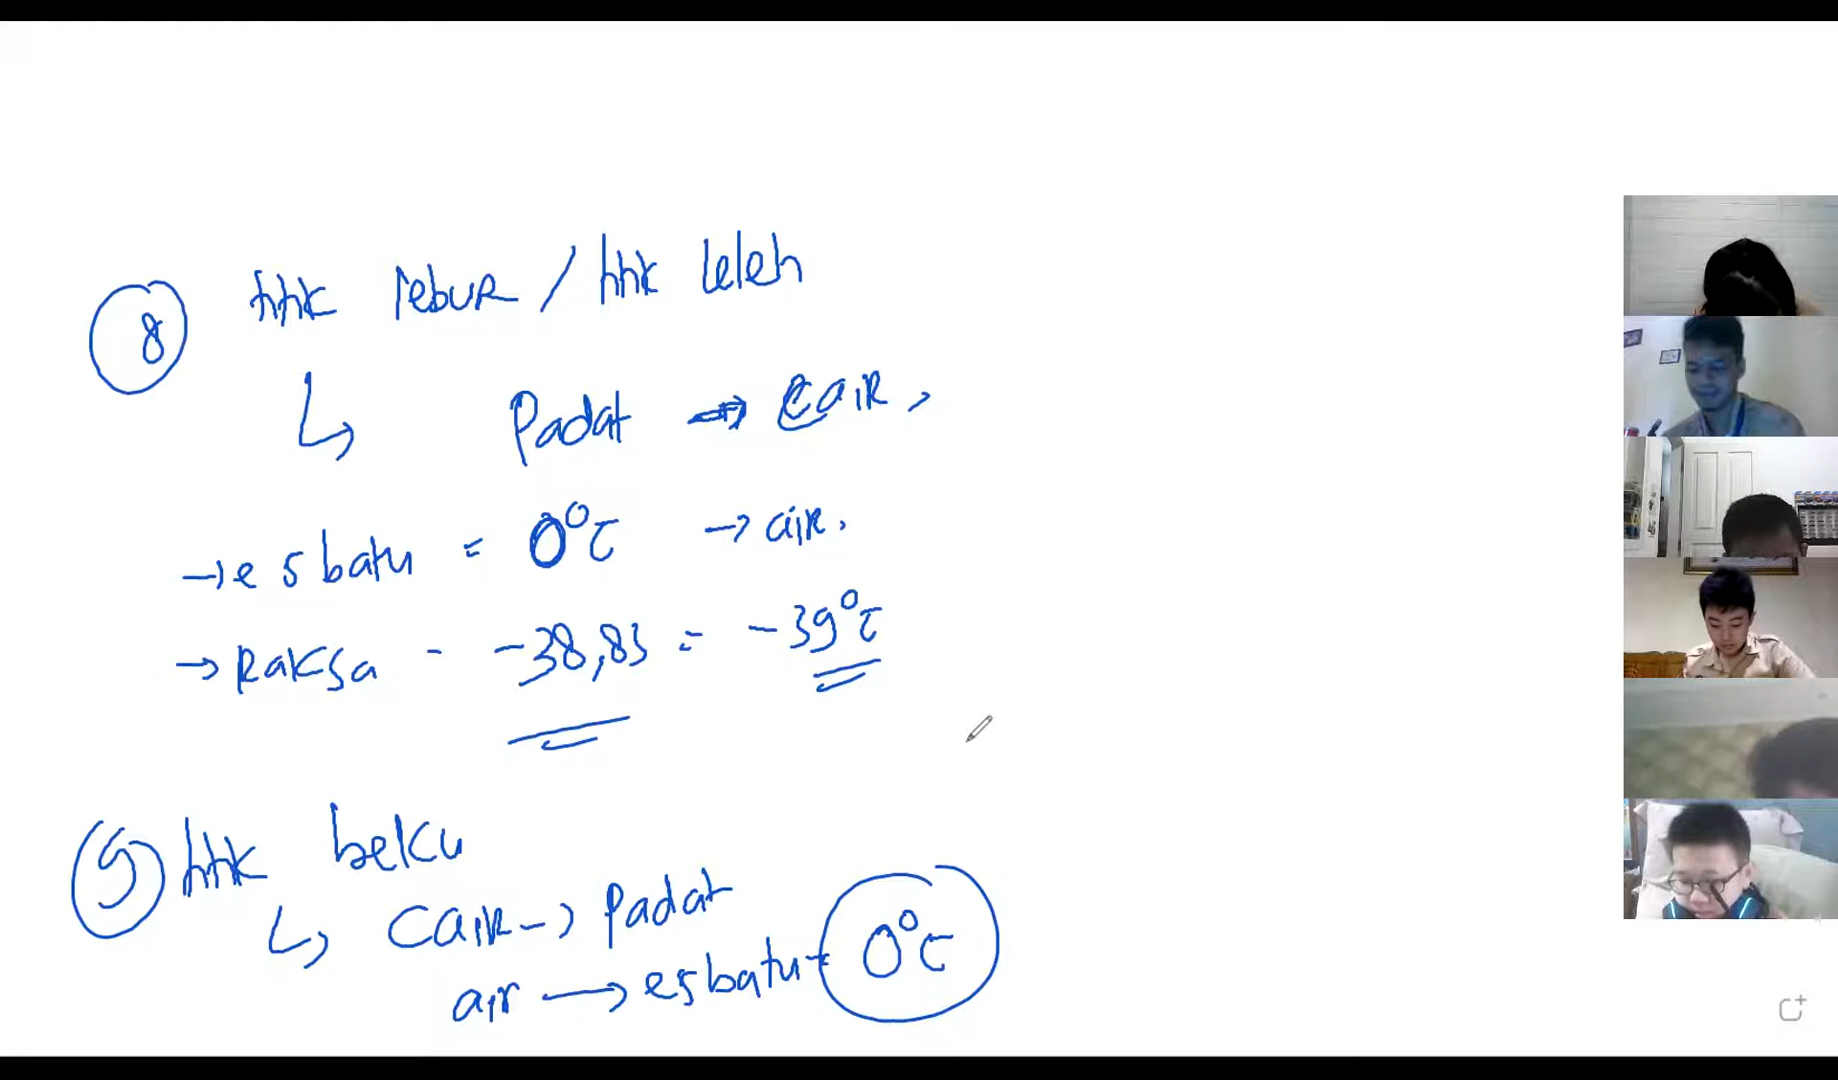 8 titik lebur / titik leleh
↳ Padat → Cair,
→ es batu = 0°C → air.
→ Raksa = -38,83 = -39°C
9 titik beku
↳ Cair → Padat
air → es batu = 0°C